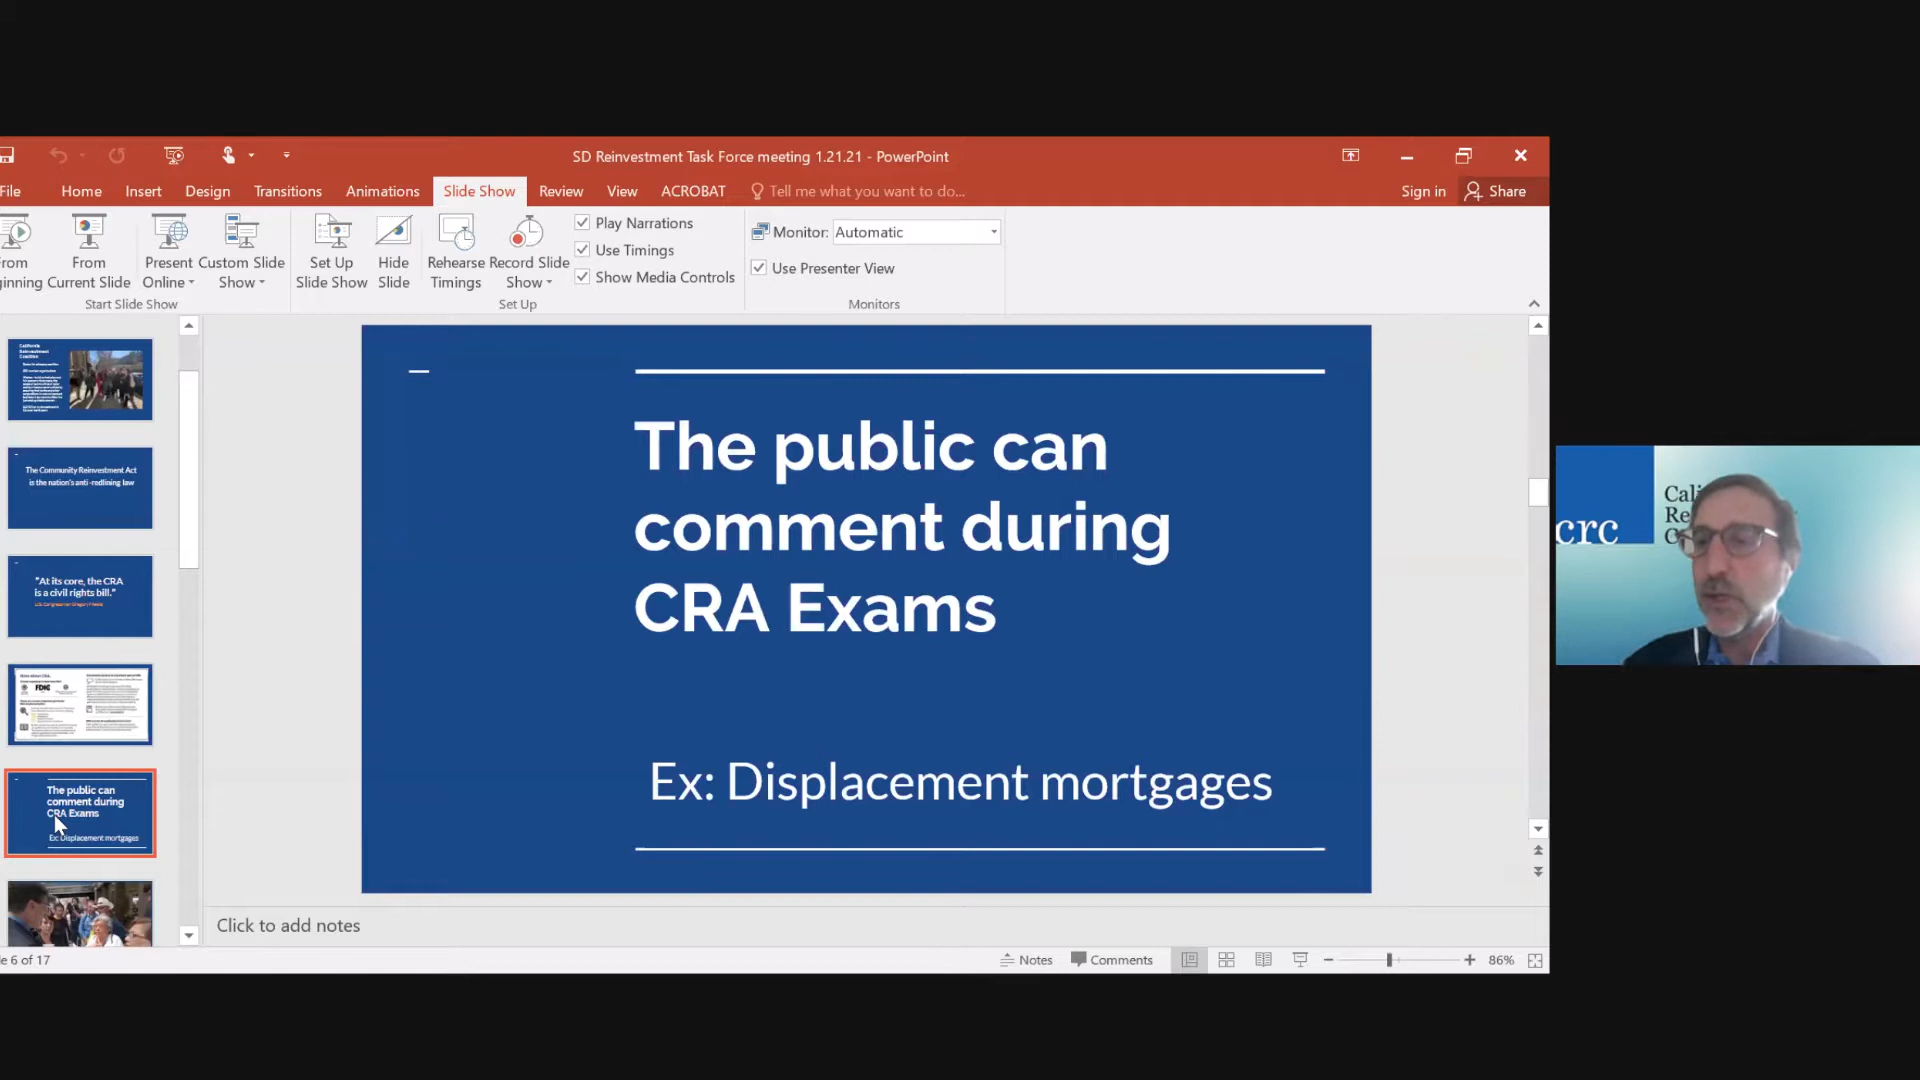 SD Reinvestment Task Force meeting 1.21.21 - PowerPoint
File Home Insert Design Transitions Animations Slide Show Review View ACROBAT Tell me what you want to do... Sign in Share
From Present Custom Slide Set Up Hide Rehearse Record Slide
Current Slide Online Show Slide Show Slide Timings Show
Play Narrations
Use Timings
Show Media Controls
Monitor: Automatic
Use Presenter View
Start Slide Show Set Up Monitors
California
Reinvestment
Coalition
The Community Reinvestment Act
is the nation's anti-redlining law
"At its core, the CRA
is a civil rights bill."
FDIC
The public can
comment during
CRA Exams
Ex: Displacement mortgages
The public can
comment during
CRA Exams
Ex: Displacement mortgages
Click to add notes
e 6 of 17 Notes Comments 86%
crc
Cali
Re
C